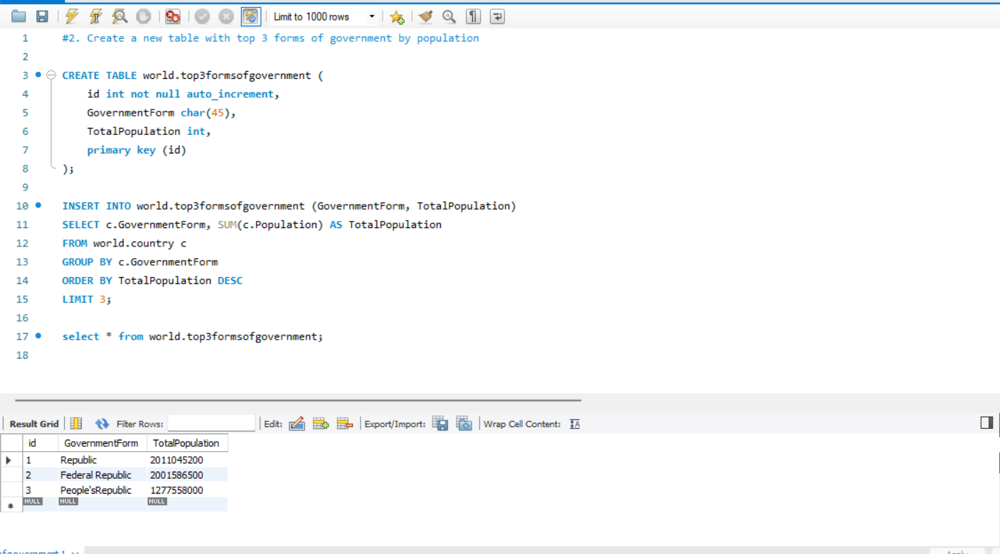 Limit to 1000 rows
1 #2. Create a new table with top 3 forms of government by population
2
3 CREATE TABLE world.top3formsofgovernment (
4 id int not null auto_increment,
5 GovernmentForm char(45),
6 TotalPopulation int,
7 primary key (id)
8 );
9
10 INSERT INTO world.top3formsofgovernment (GovernmentForm, TotalPopulation)
11 SELECT c.GovernmentForm, SUM(c.Population) AS TotalPopulation
12 FROM world.country c
13 GROUP BY c.GovernmentForm
14 ORDER BY TotalPopulation DESC
15 LIMIT 3;
16
17 select * from world.top3formsofgovernment;
18
Result Grid Filter Rows: Edit: Export/Import: Wrap Cell Content: IA
id GovernmentForm TotalPopulation
1 Republic 2011045200
2 Federal Republic 2001586500
3 People'sRepublic 1277558000
NULL NULL NULL